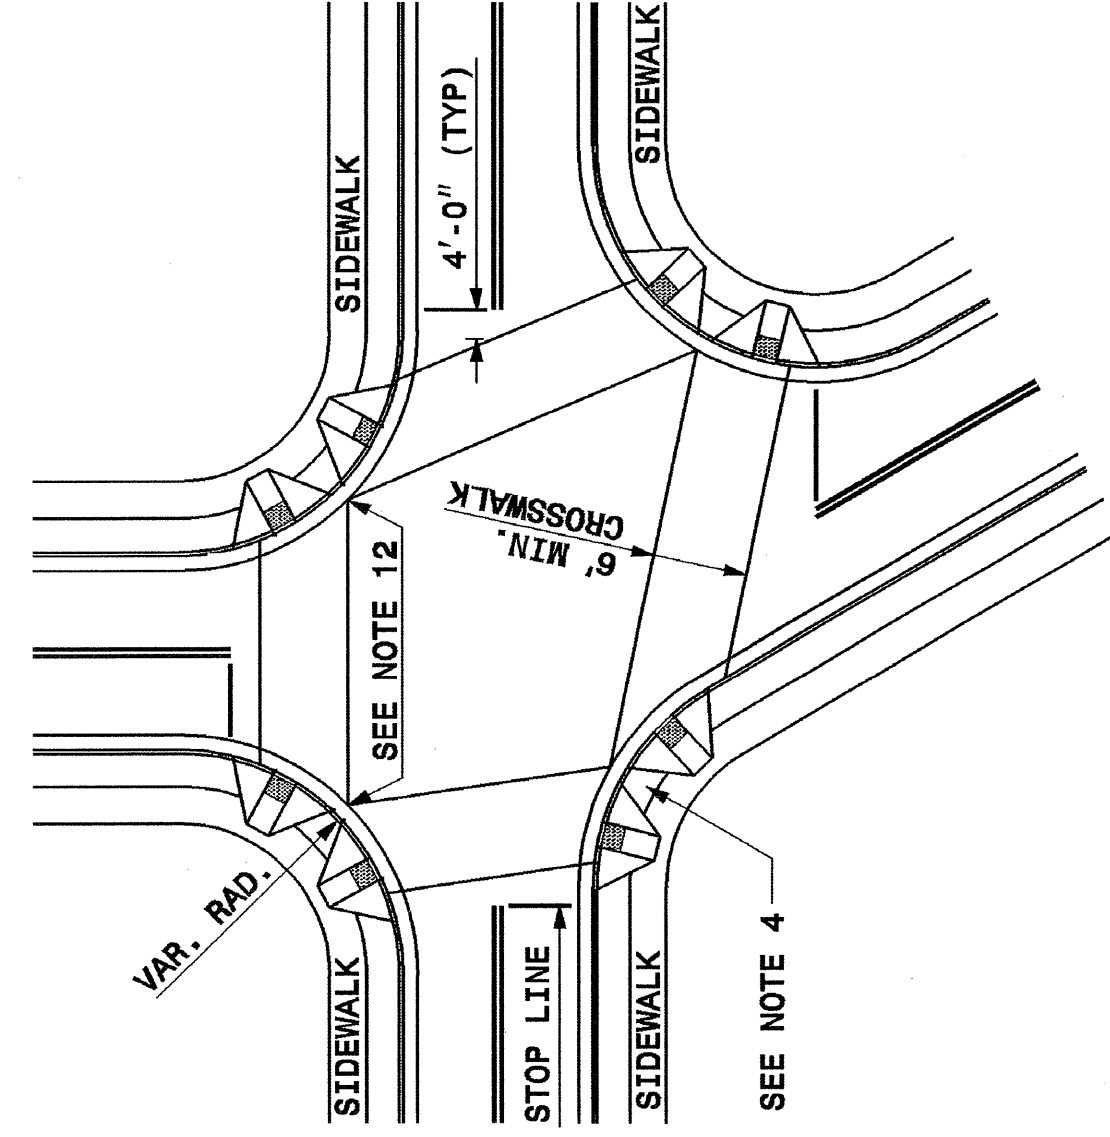 SIDEWALK
4'-0" (TYP)
SIDEWALK
6' MIN.
CROSSWALK
SEE NOTE 12
VAR. RAD.
SIDEWALK
STOP LINE
SIDEWALK
SEE NOTE 4